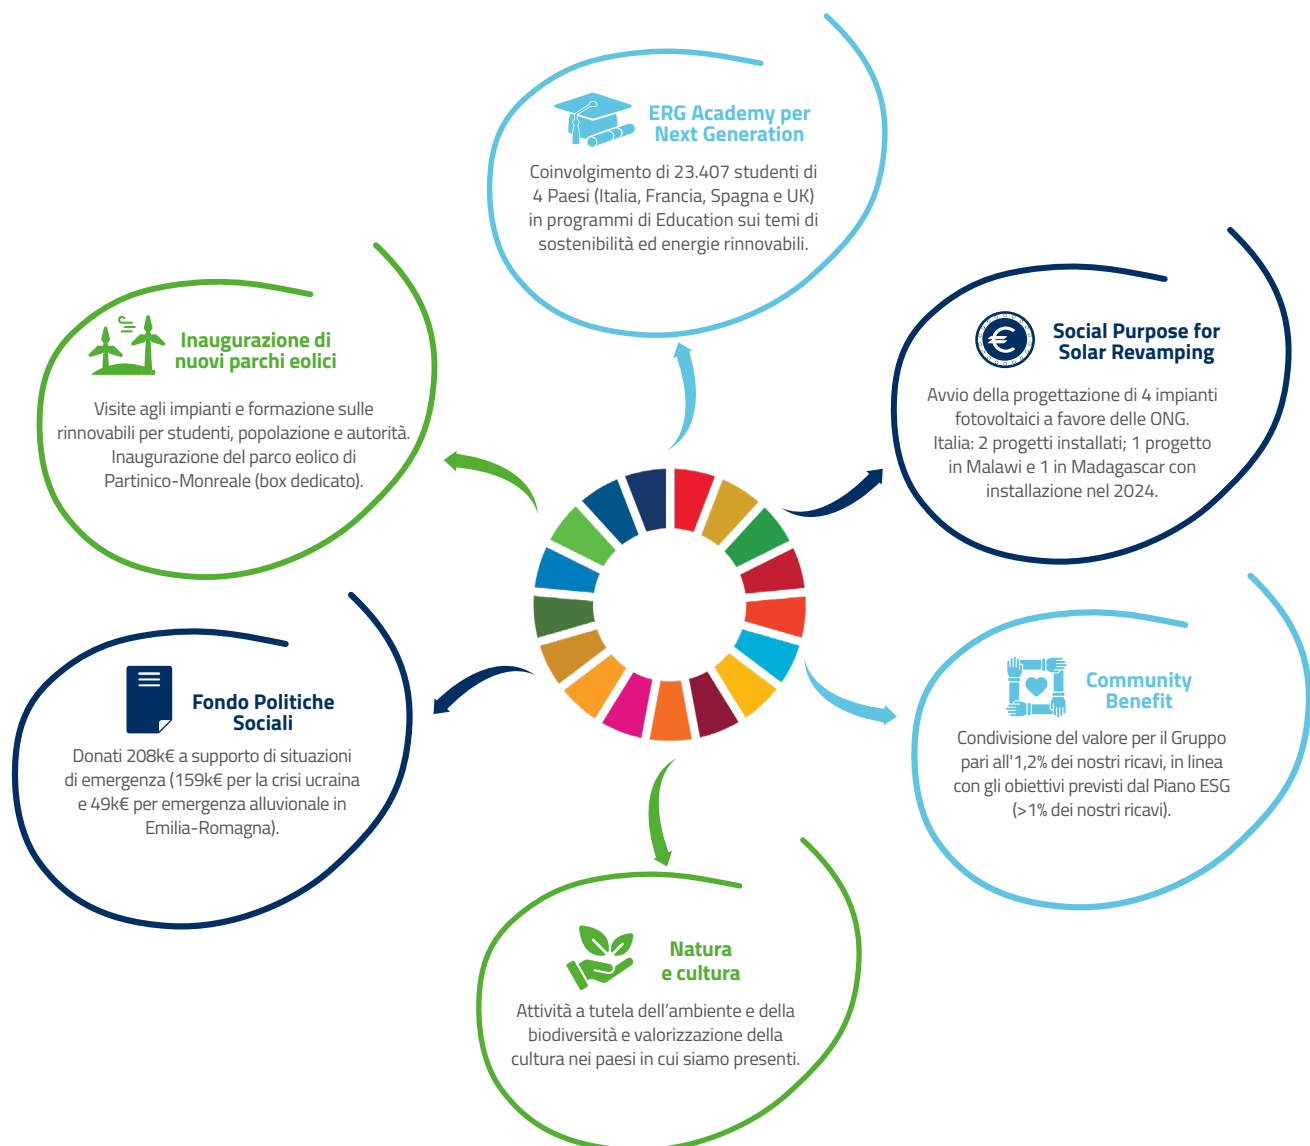 ERG Academy per
Next Generation
Coinvolgimento di 23.407 studenti di
4 Paesi (Italia, Francia, Spagna e UK)
in programmi di Education sui temi di
sostenibilità ed energie rinnovabili.
Inaugurazione di
nuovi parchi eolici
Visite agli impianti e formazione sulle
rinnovabili per studenti, popolazione e autorità.
Inaugurazione del parco eolico di
Partinico-Monreale (box dedicato).
Social Purpose for
Solar Revamping
Avvio della progettazione di 4 impianti
fotovoltaici a favore delle ONG.
Italia: 2 progetti installati; 1 progetto
in Malawi e 1 in Madagascar con
installazione nel 2024.
Fondo Politiche
Sociali
Donati 208k€ a supporto di situazioni
di emergenza (159k€ per la crisi ucraina
e 49k€ per emergenza alluvionale in
Emilia-Romagna).
Community
Benefit
Condivisione del valore per il Gruppo
pari all'1,2% dei nostri ricavi, in linea
con gli obiettivi previsti dal Piano ESG
(>1% dei nostri ricavi).
Natura
e cultura
Attività a tutela dell’ambiente e della
biodiversità e valorizzazione della
cultura nei paesi in cui siamo presenti.